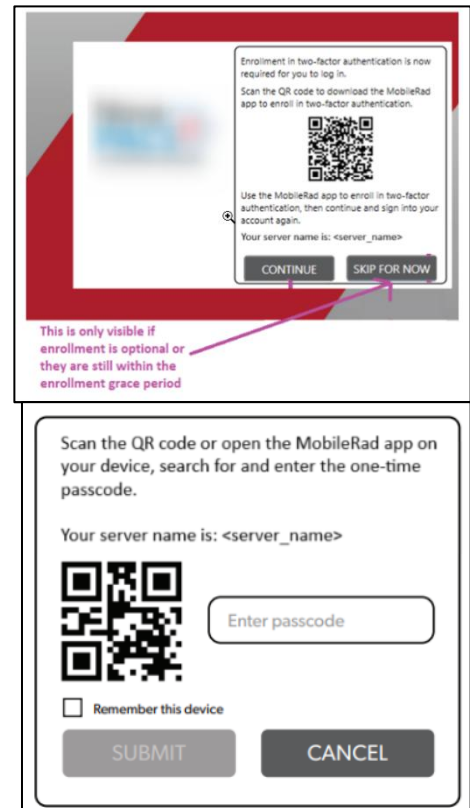 Enrollment in two-factor authentication is now
required for you to log in.
Scan the QR code to download the MobileRad
app to enroll in two-factor authentication.
Use the MobileRad app to enroll in two-factor
authentication, then continue and sign into your
account again.
Your server name is: <server_name>
CONTINUE
SKIP FOR NOW
This is only visible if
enrollment is optional or
they are still within the
enrollment grace period
Scan the QR code or open the MobileRad app on
your device, search for and enter the one-time
passcode.
Your server name is: <server_name>
Enter passcode
Remember this device
SUBMIT
CANCEL